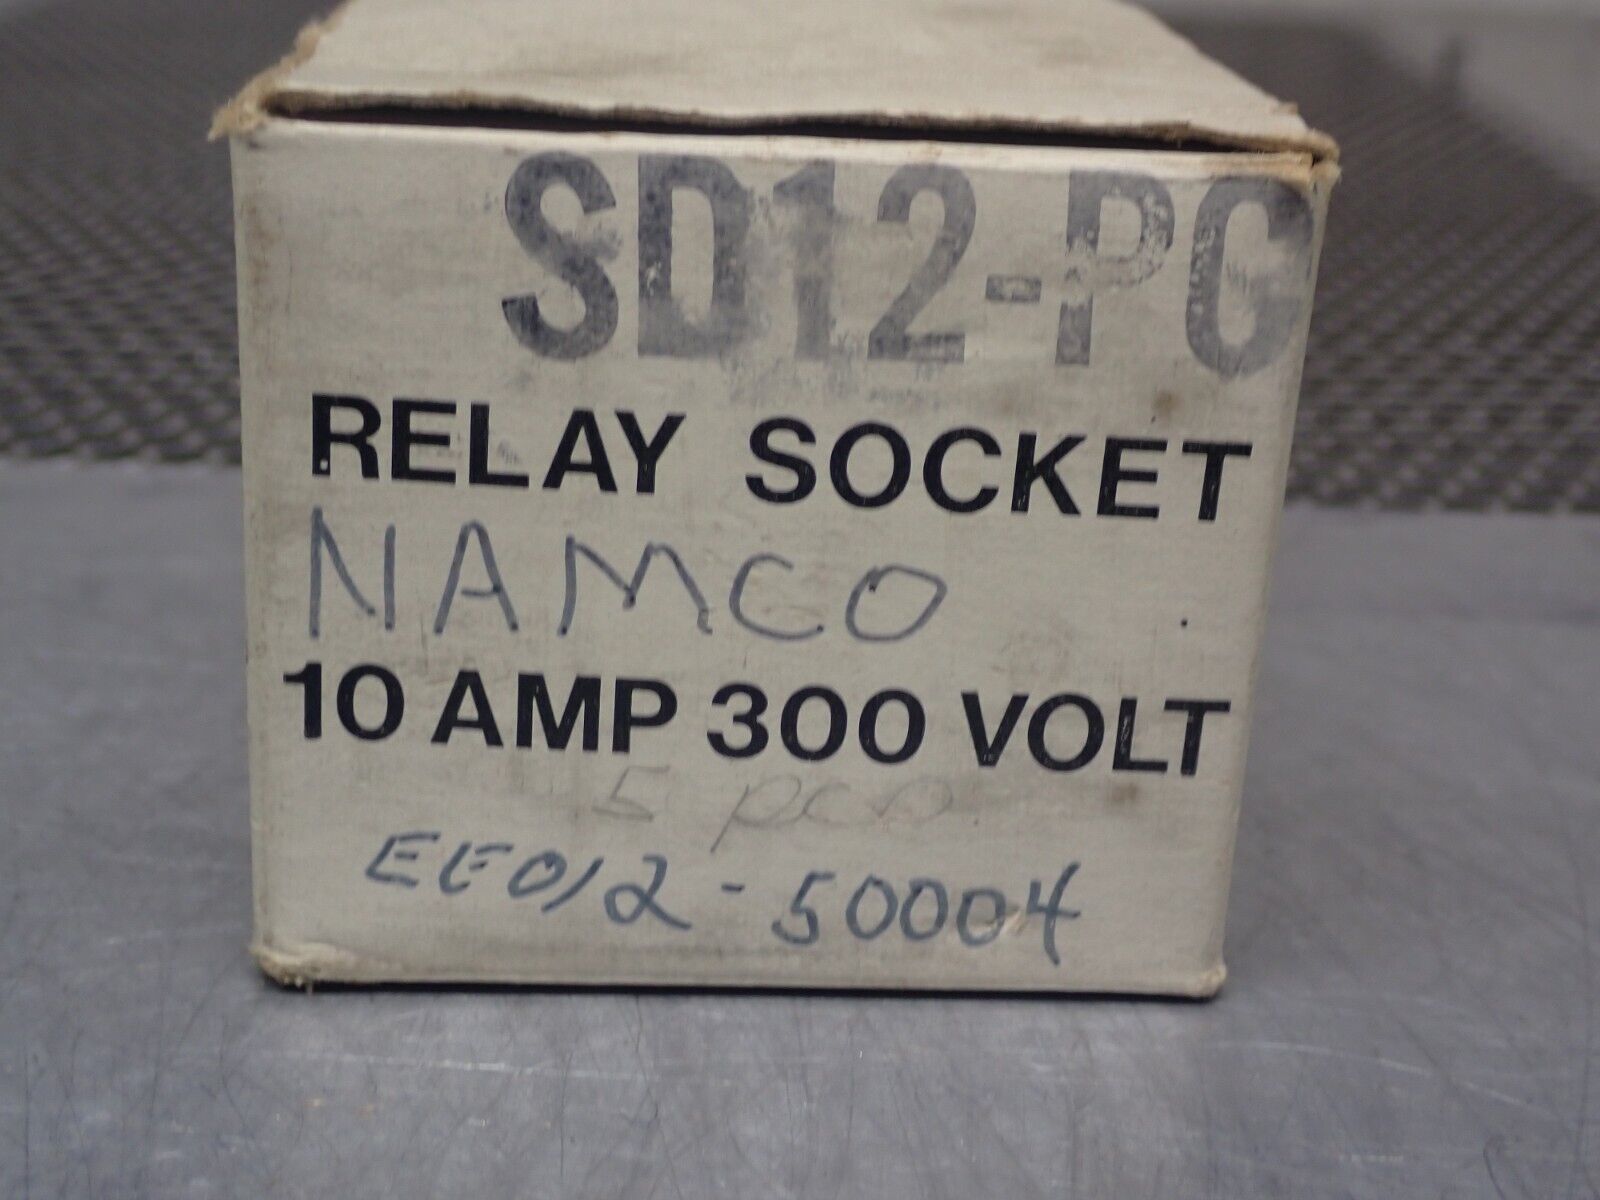 SD12-PC
RELAY SOCKET
NAMCO
10 AMP 300 VOLT
5 pcs
EE012-50004